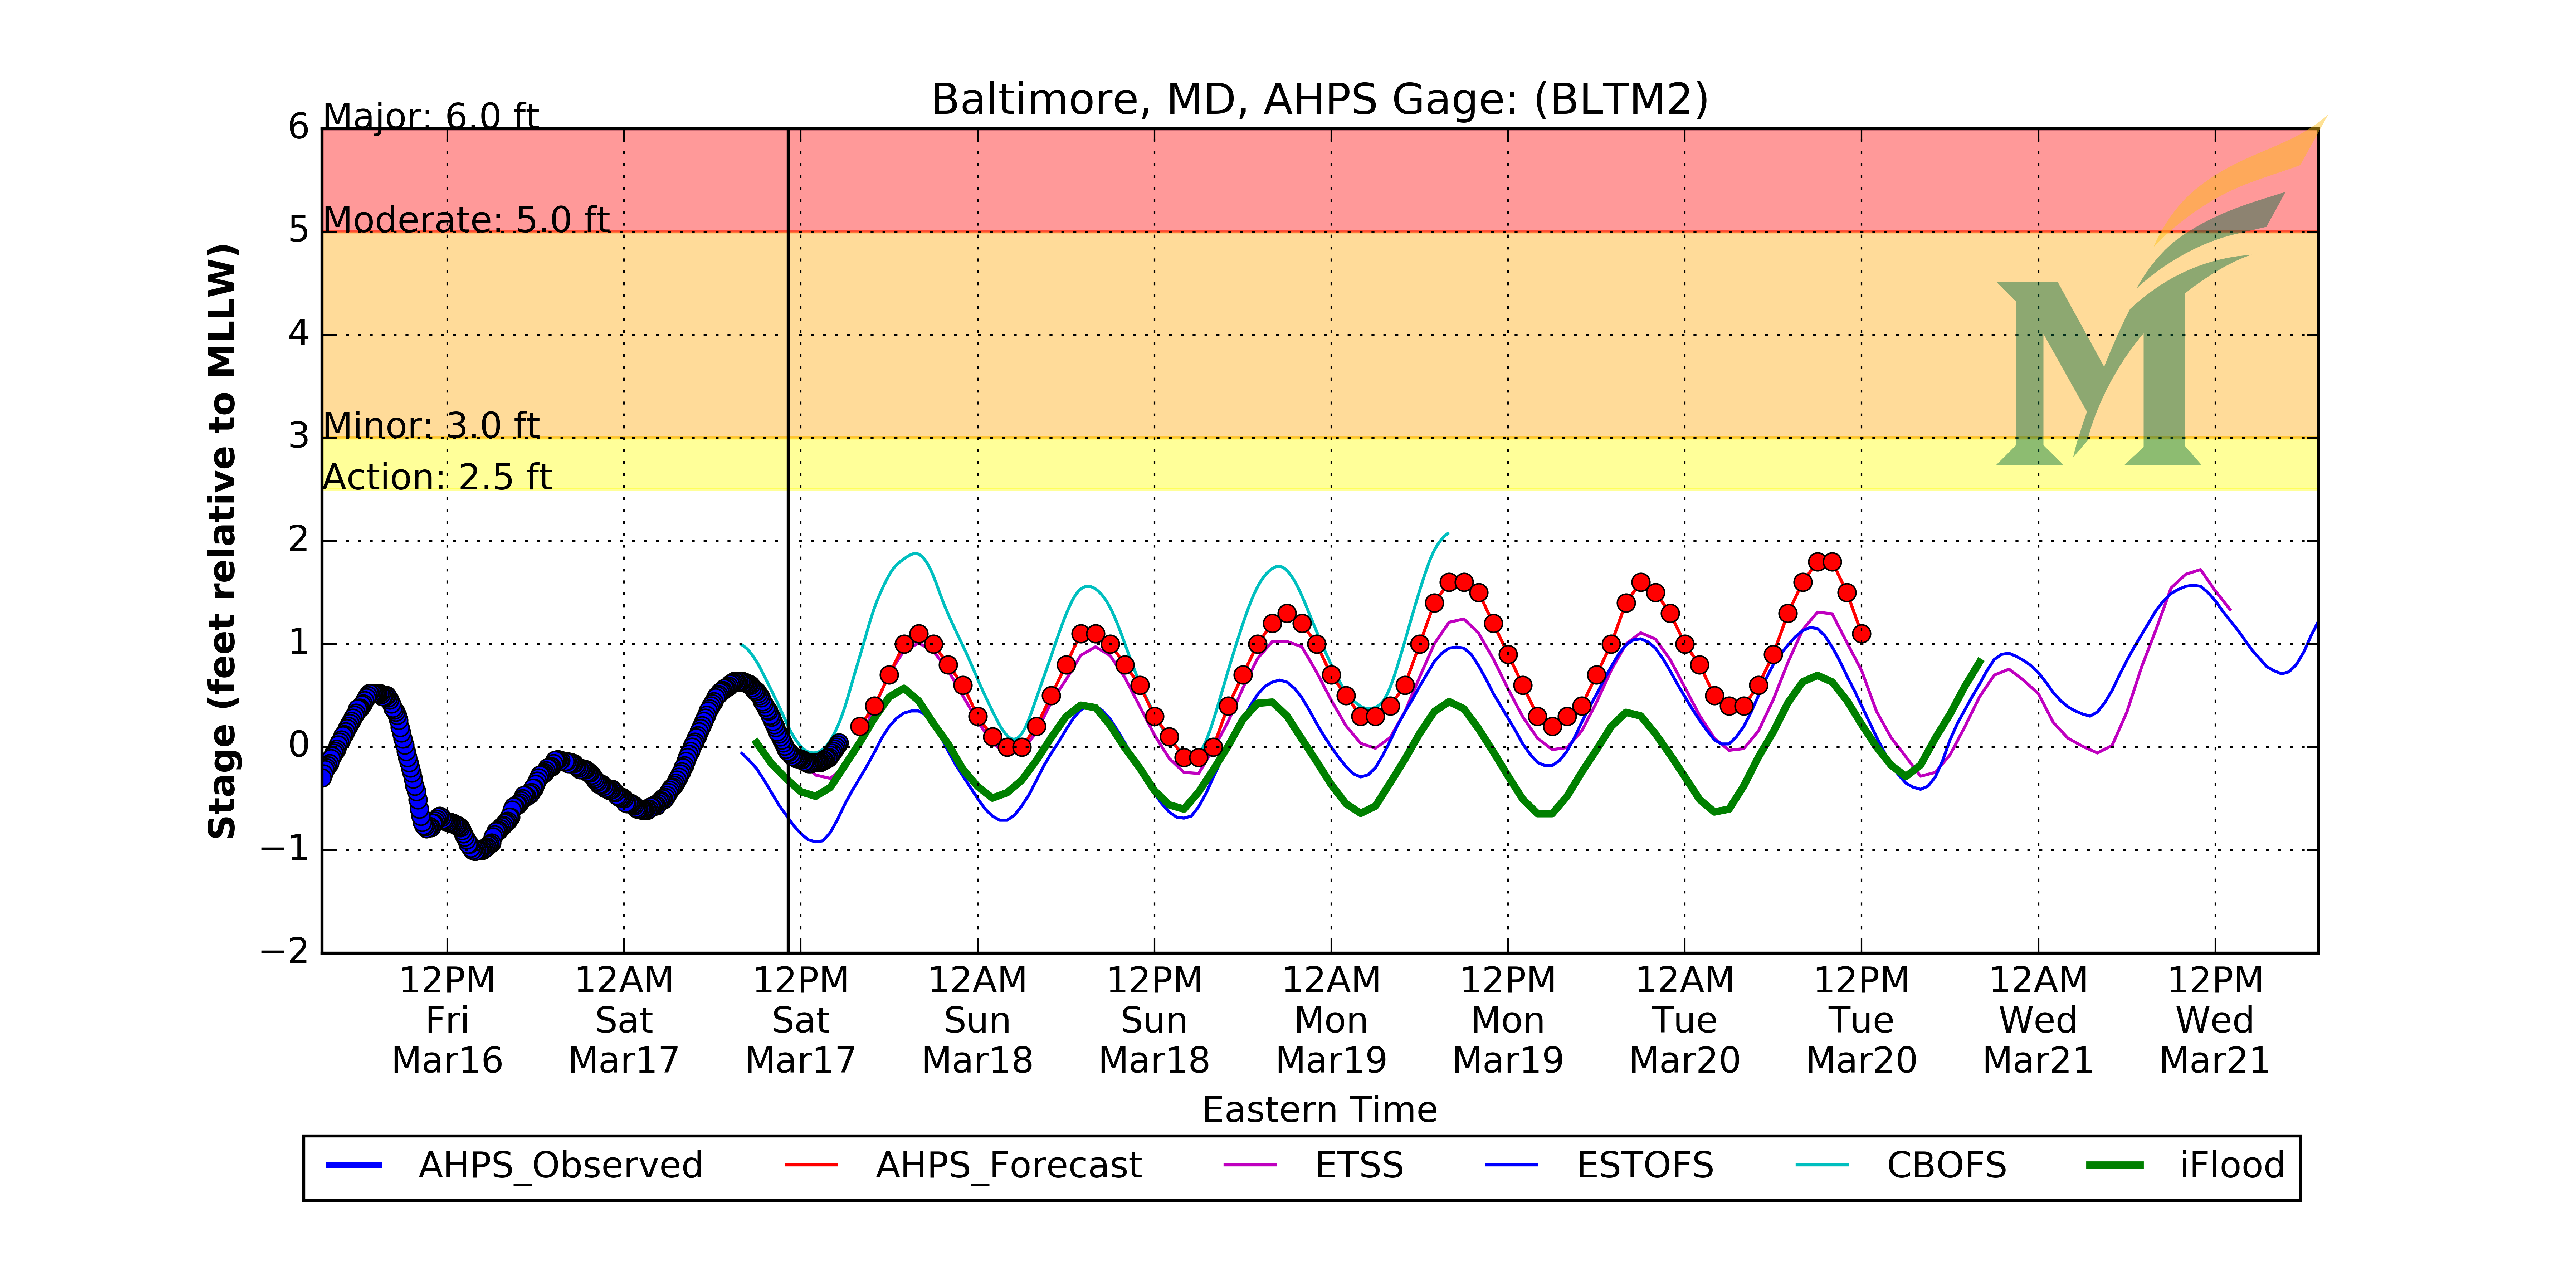 Baltimore, MD, AHPS Gage: (BLTM2)
Major: 6.0 ft
Moderate: 5.0 ft
Minor: 3.0 ft
Action: 2.5 ft
Stage (feet relative to MLLW)
6
5
4
3
2
1
0
−1
−2
12PM 12AM 12PM 12AM 12PM 12AM 12PM 12AM 12PM 12AM 12PM
Fri Sat Sat Sun Sun Mon Mon Tue Tue Wed Wed
Mar16 Mar17 Mar17 Mar18 Mar18 Mar19 Mar19 Mar20 Mar20 Mar21 Mar21
Eastern Time
AHPS_Observed AHPS_Forecast ETSS ESTOFS CBOFS iFlood
M